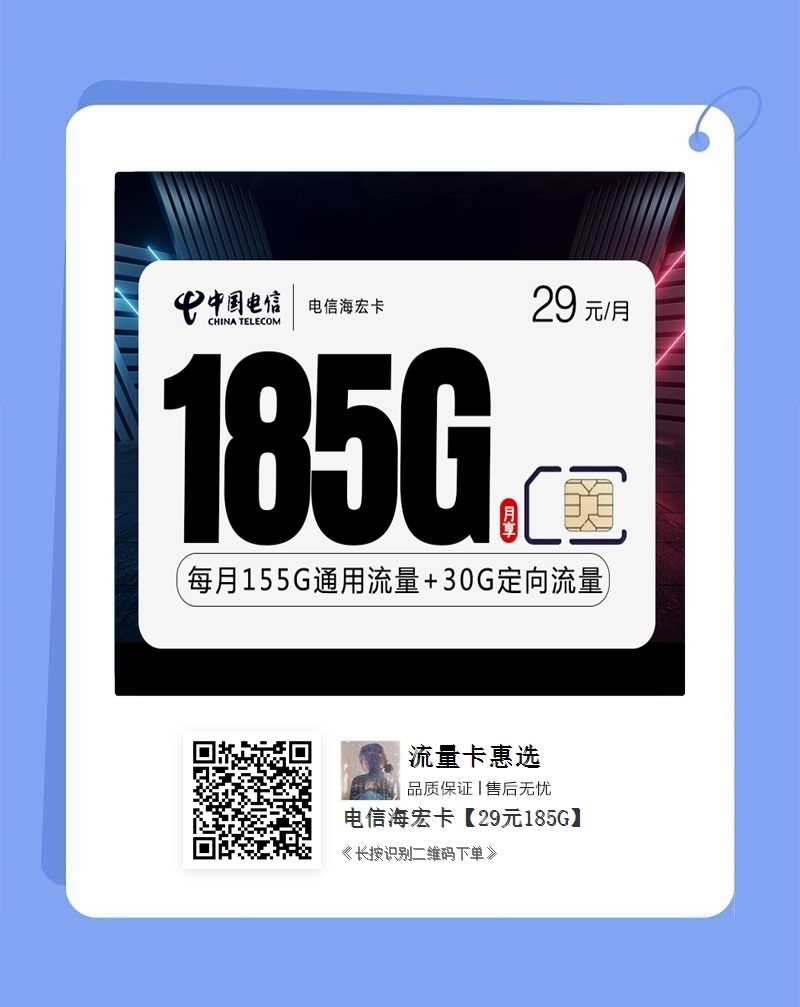 中国电信
CHINA TELECOM
电信海宏卡
29 元/月
185G
月享
每月155G通用流量+30G定向流量
流量卡惠选
品质保证 | 售后无忧
电信海宏卡【29元185G】
《长按识别二维码下单》